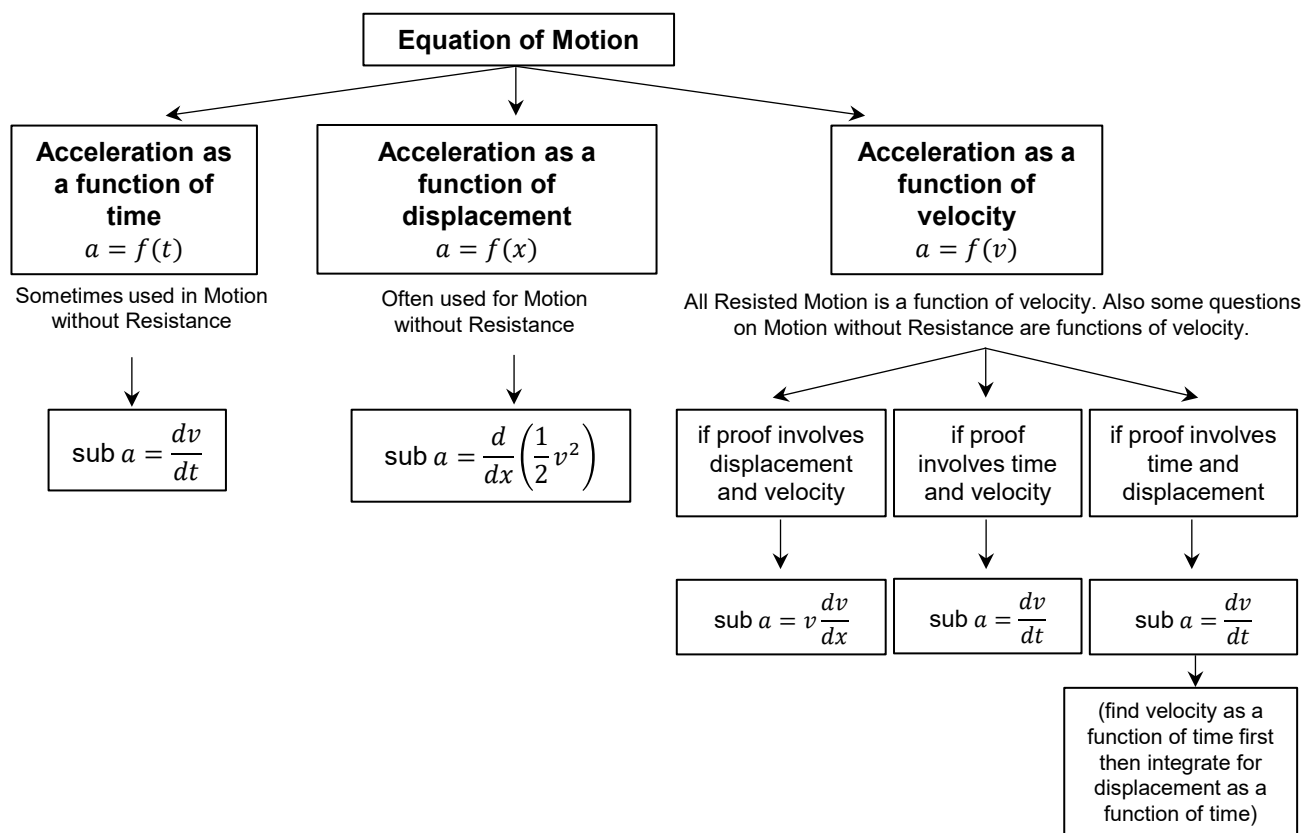 Equation of Motion
Acceleration as
a function of
time
a = f(t)
Acceleration as a
function of
displacement
a = f(x)
Acceleration as a
function of
velocity
a = f(v)
Sometimes used in Motion
without Resistance
Often used for Motion
without Resistance
All Resisted Motion is a function of velocity. Also some questions
on Motion without Resistance are functions of velocity.
sub a = dv/dt
sub a = d/dx (1/2 v²)
if proof involves
displacement
and velocity
if proof
involves time
and velocity
if proof involves
time and
displacement
sub a = v dv/dx
sub a = dv/dt
sub a = dv/dt
(find velocity as a
function of time first
then integrate for
displacement as a
function of time)